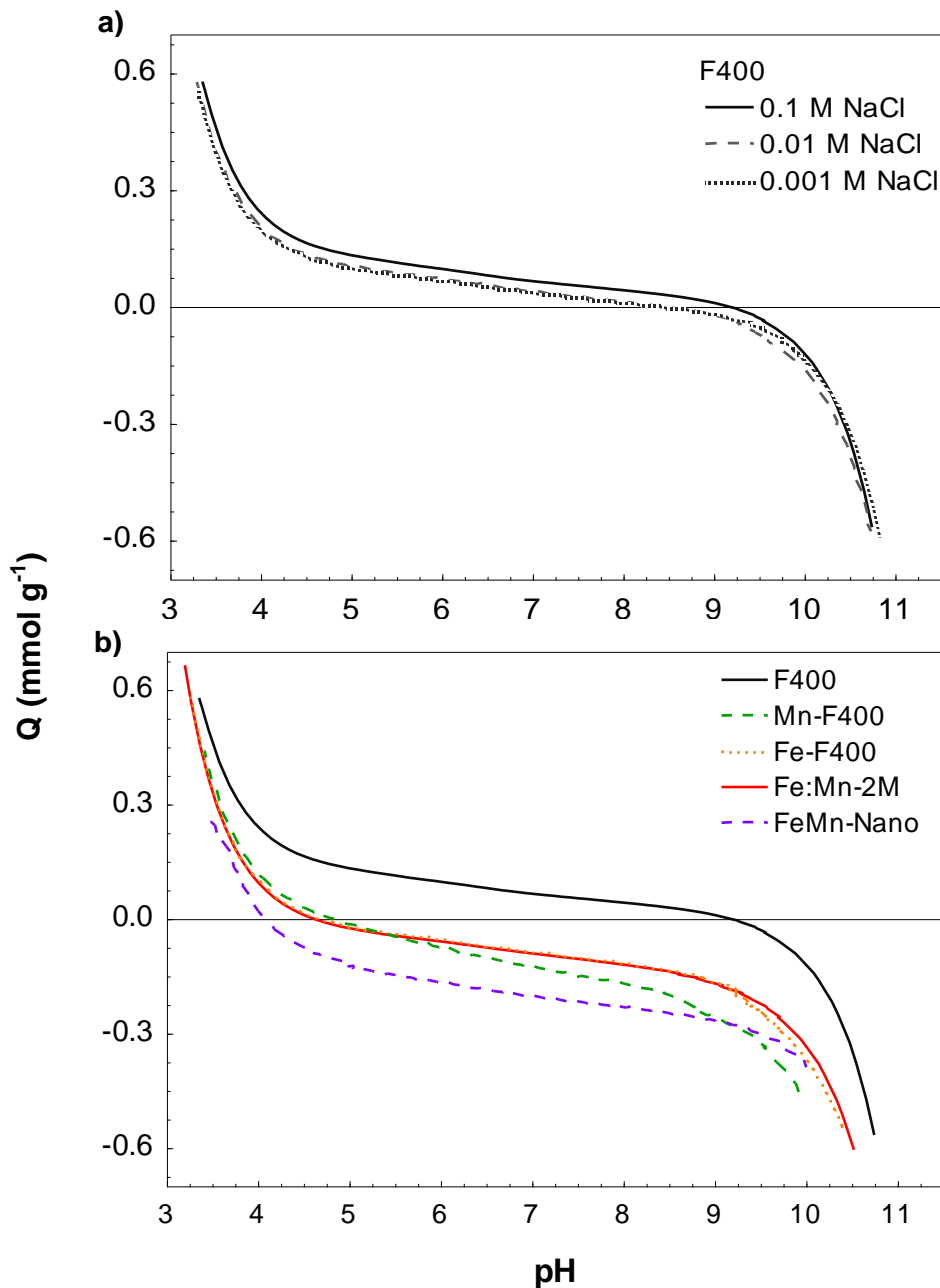 a)
0.6
0.3
0.0
-0.3
-0.6
F400
0.1 M NaCl
0.01 M NaCl
0.001 M NaCl
3 4 5 6 7 8 9 10 11
Q (mmol g⁻¹)
b)
0.6
0.3
0.0
-0.3
-0.6
F400
Mn-F400
Fe-F400
Fe:Mn-2M
FeMn-Nano
3 4 5 6 7 8 9 10 11
pH